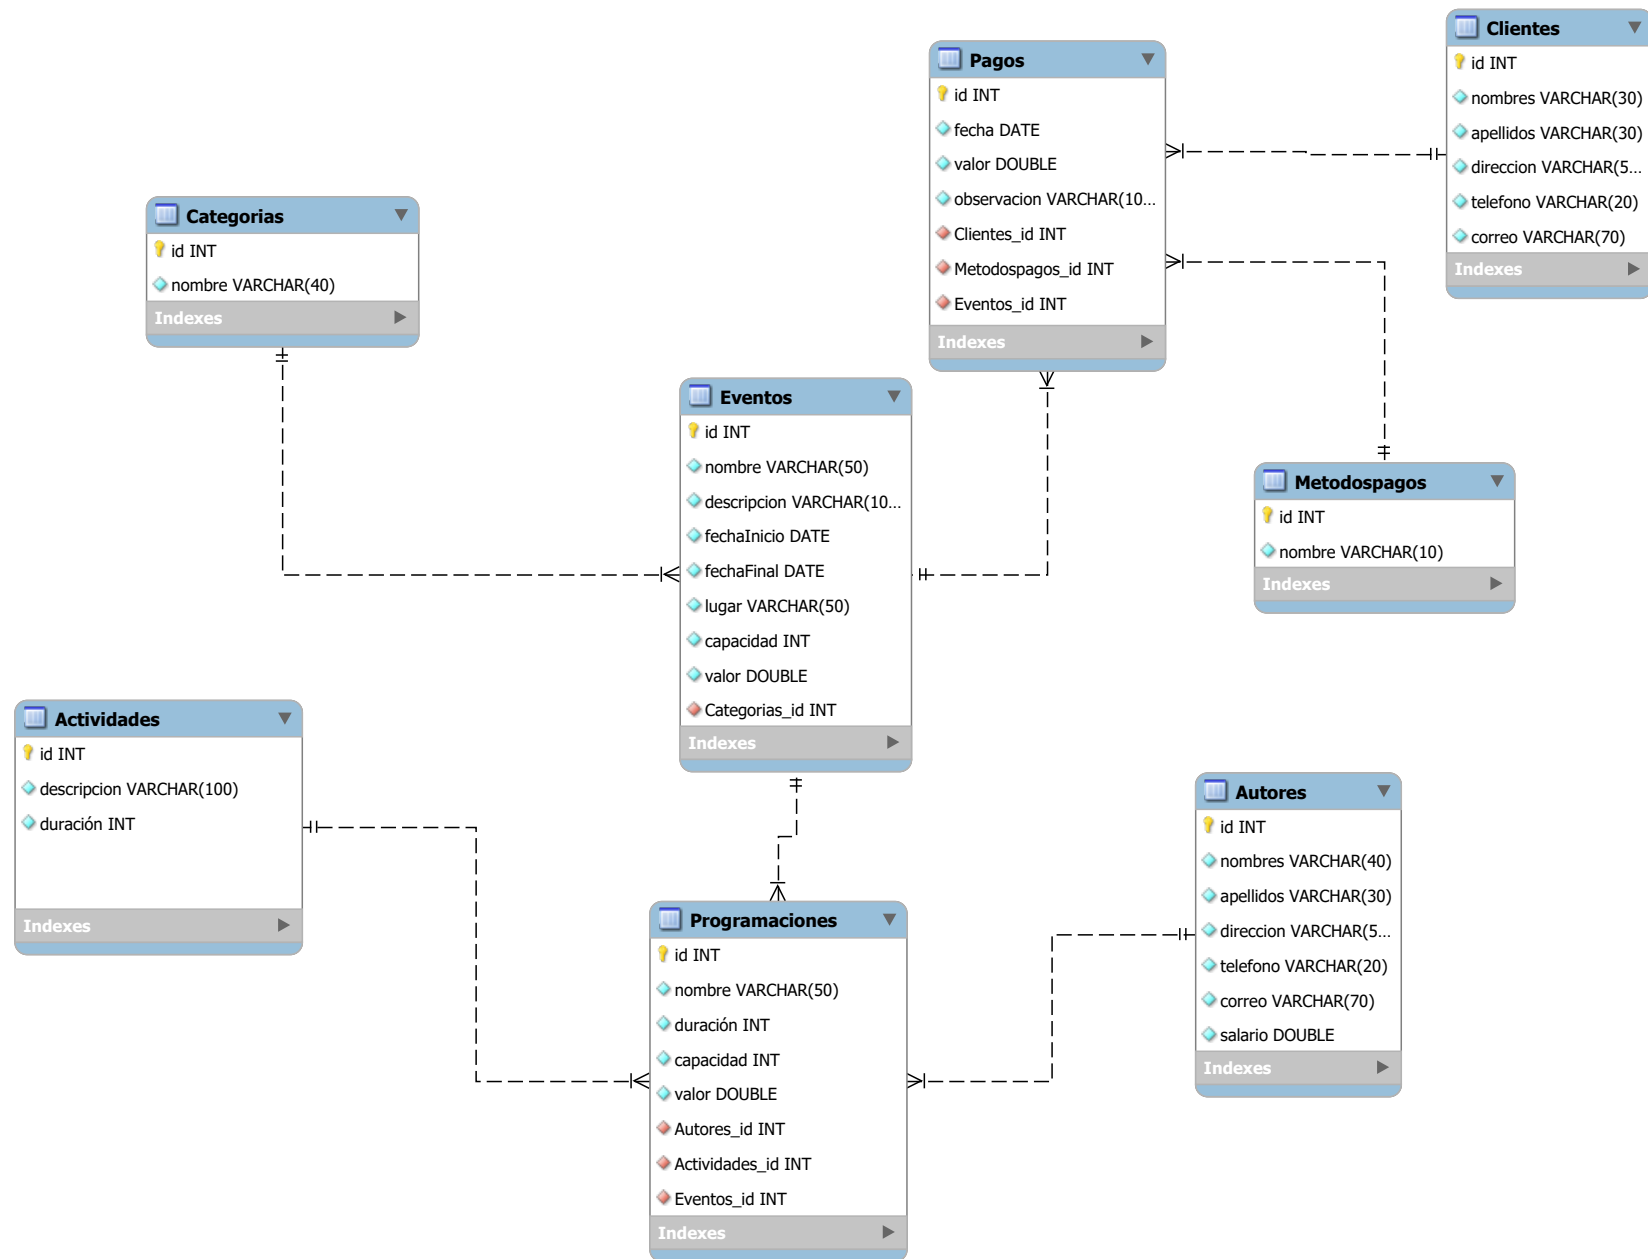 Clientes
id INT
nombres VARCHAR(30)
apellidos VARCHAR(30)
direccion VARCHAR(5...
telefono VARCHAR(20)
correo VARCHAR(70)
Indexes
Pagos
id INT
fecha DATE
valor DOUBLE
observacion VARCHAR(10...
Clientes_id INT
Metodospagos_id INT
Eventos_id INT
Indexes
Categorias
id INT
nombre VARCHAR(40)
Indexes
Eventos
id INT
nombre VARCHAR(50)
descripcion VARCHAR(10...
fechaInicio DATE
fechaFinal DATE
lugar VARCHAR(50)
capacidad INT
valor DOUBLE
Categorias_id INT
Indexes
Metodospagos
id INT
nombre VARCHAR(10)
Indexes
Actividades
id INT
descripcion VARCHAR(100)
duración INT
Indexes
Autores
id INT
nombres VARCHAR(40)
apellidos VARCHAR(30)
direccion VARCHAR(5...
telefono VARCHAR(20)
correo VARCHAR(70)
salario DOUBLE
Indexes
Programaciones
id INT
nombre VARCHAR(50)
duración INT
capacidad INT
valor DOUBLE
Autores_id INT
Actividades_id INT
Eventos_id INT
Indexes